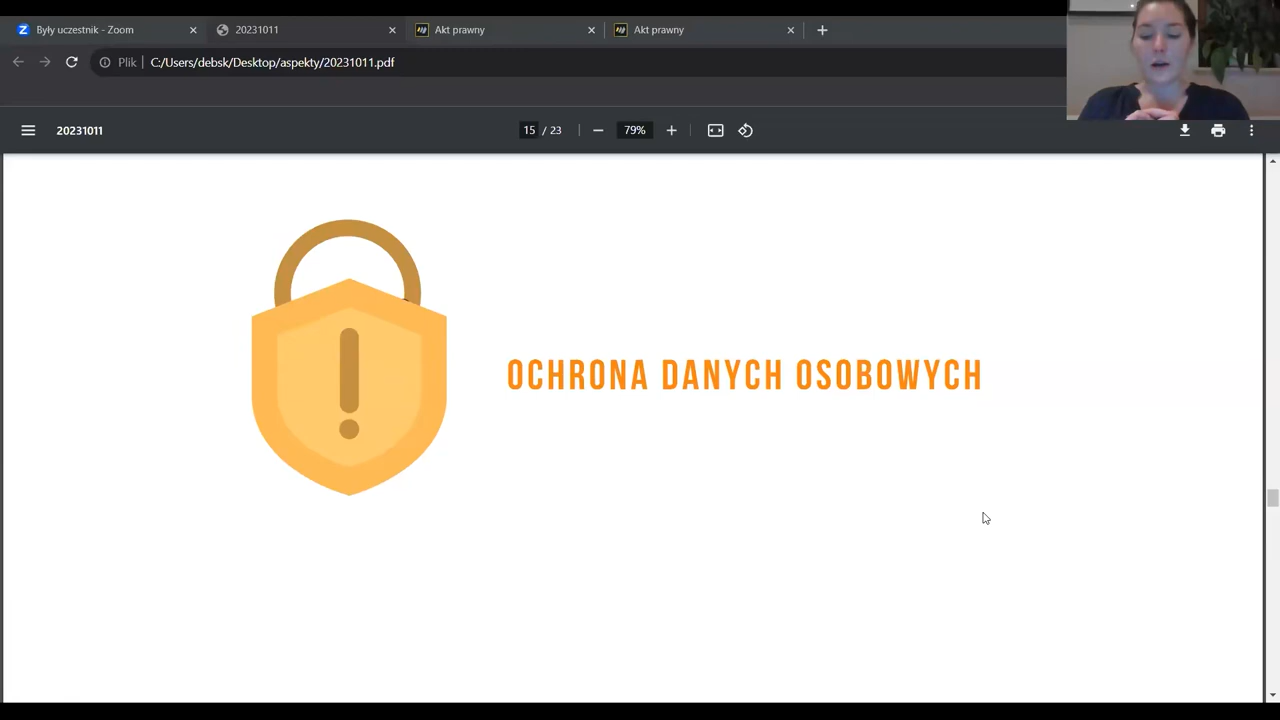 Były uczestnik - Zoom
20231011
Akt prawny
Akt prawny
Plik
C:/Users/debsk/Desktop/aspekty/20231011.pdf
20231011
15 / 23
79%
OCHRONA DANYCH OSOBOWYCH